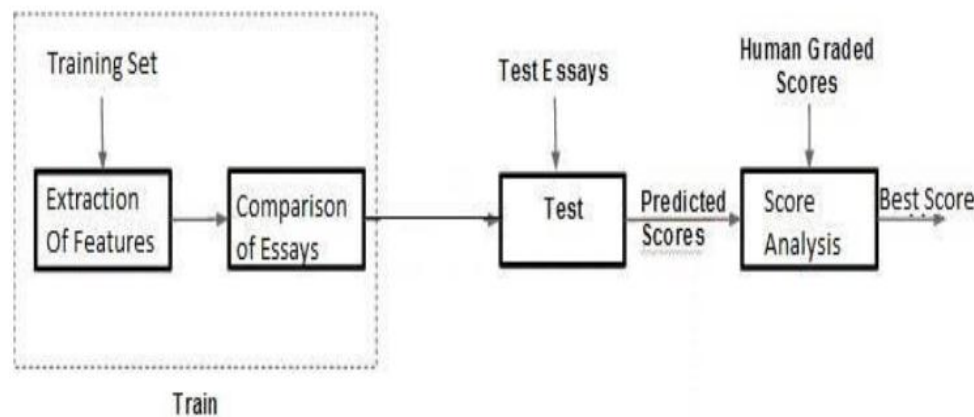 Training Set
Extraction
Of Features
Comparison
of Essays
Train
Test Essays
Test
Predicted
Scores
Human Graded
Scores
Score
Analysis
Best Score